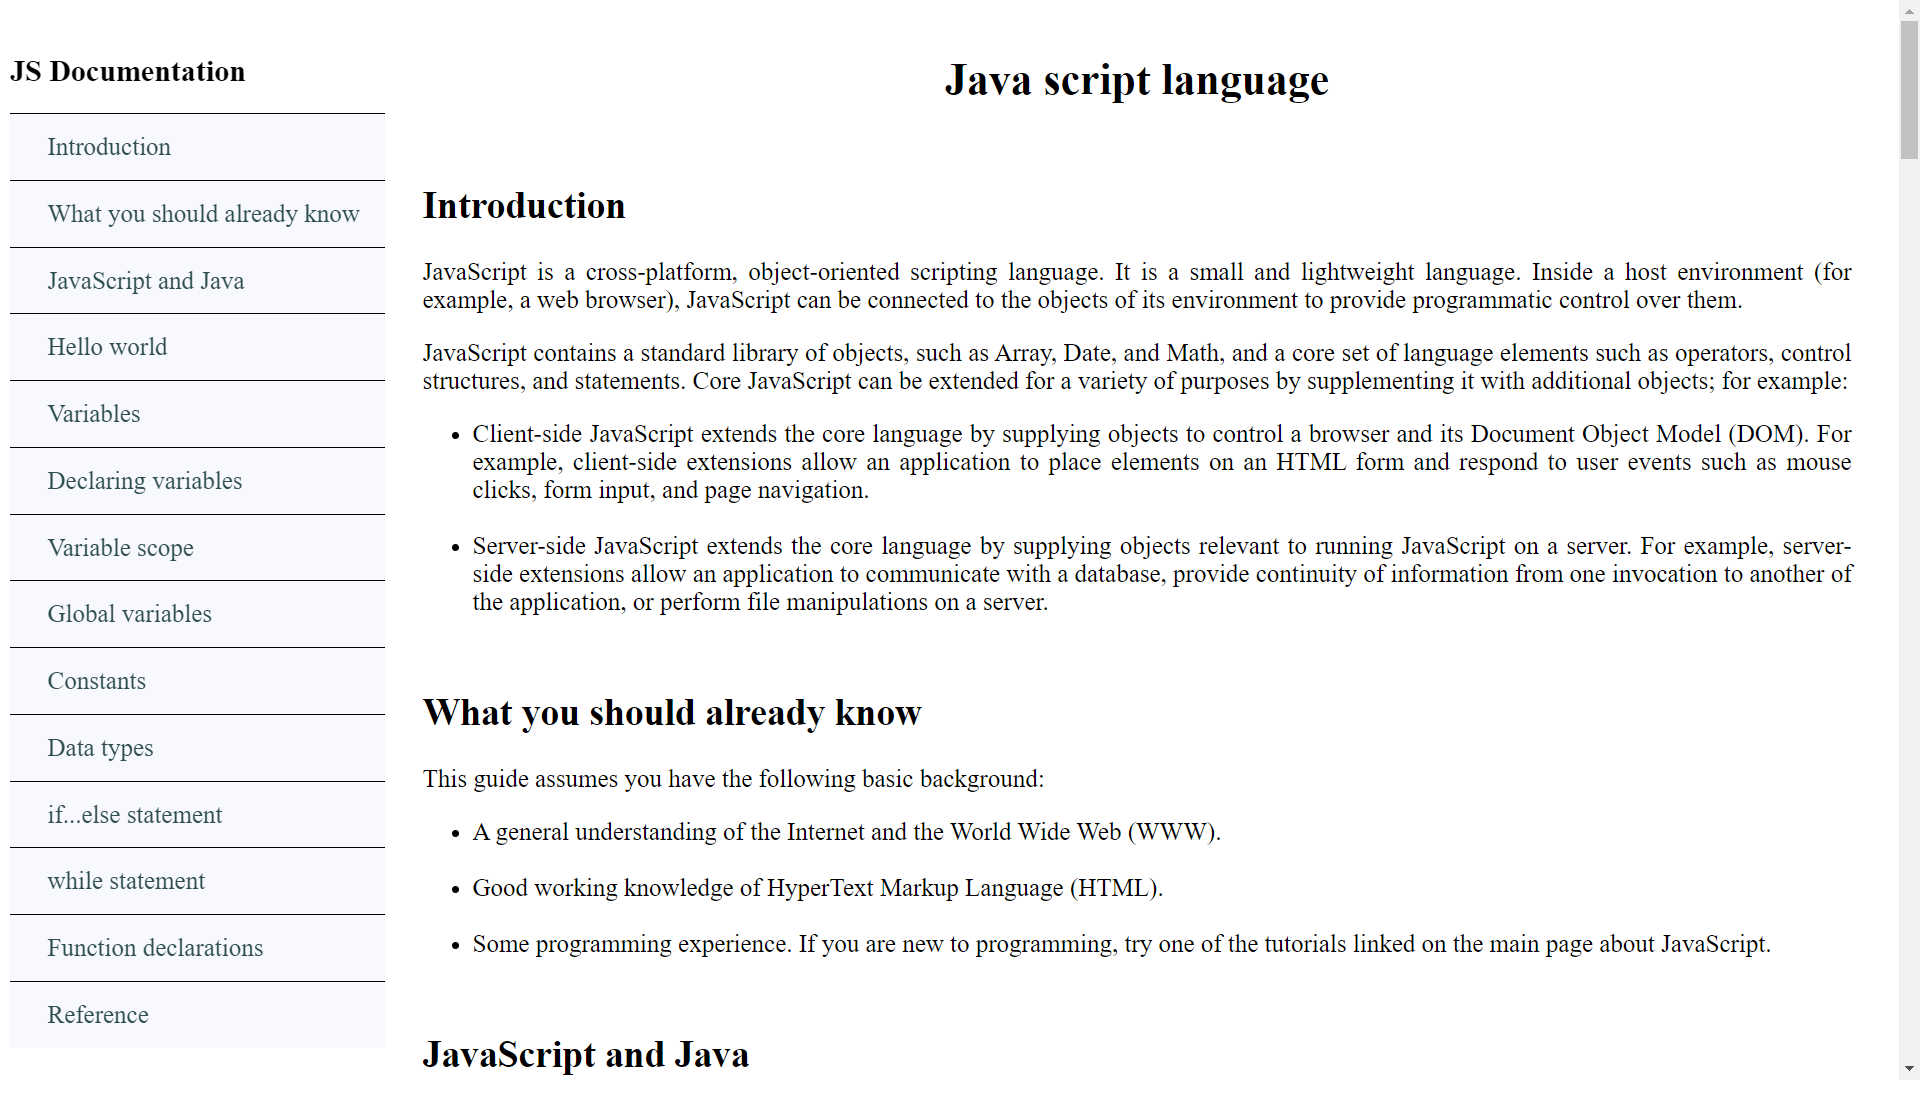 JS Documentation
Introduction
What you should already know
JavaScript and Java
Hello world
Variables
Declaring variables
Variable scope
Global variables
Constants
Data types
if...else statement
while statement
Function declarations
Reference
Java script language
Introduction
JavaScript is a cross-platform, object-oriented scripting language. It is a small and lightweight language. Inside a host environment (for
example, a web browser), JavaScript can be connected to the objects of its environment to provide programmatic control over them.
JavaScript contains a standard library of objects, such as Array, Date, and Math, and a core set of language elements such as operators, control
structures, and statements. Core JavaScript can be extended for a variety of purposes by supplementing it with additional objects; for example:
• Client-side JavaScript extends the core language by supplying objects to control a browser and its Document Object Model (DOM). For
example, client-side extensions allow an application to place elements on an HTML form and respond to user events such as mouse
clicks, form input, and page navigation.
• Server-side JavaScript extends the core language by supplying objects relevant to running JavaScript on a server. For example, server-
side extensions allow an application to communicate with a database, provide continuity of information from one invocation to another of
the application, or perform file manipulations on a server.
What you should already know
This guide assumes you have the following basic background:
• A general understanding of the Internet and the World Wide Web (WWW).
• Good working knowledge of HyperText Markup Language (HTML).
• Some programming experience. If you are new to programming, try one of the tutorials linked on the main page about JavaScript.
JavaScript and Java